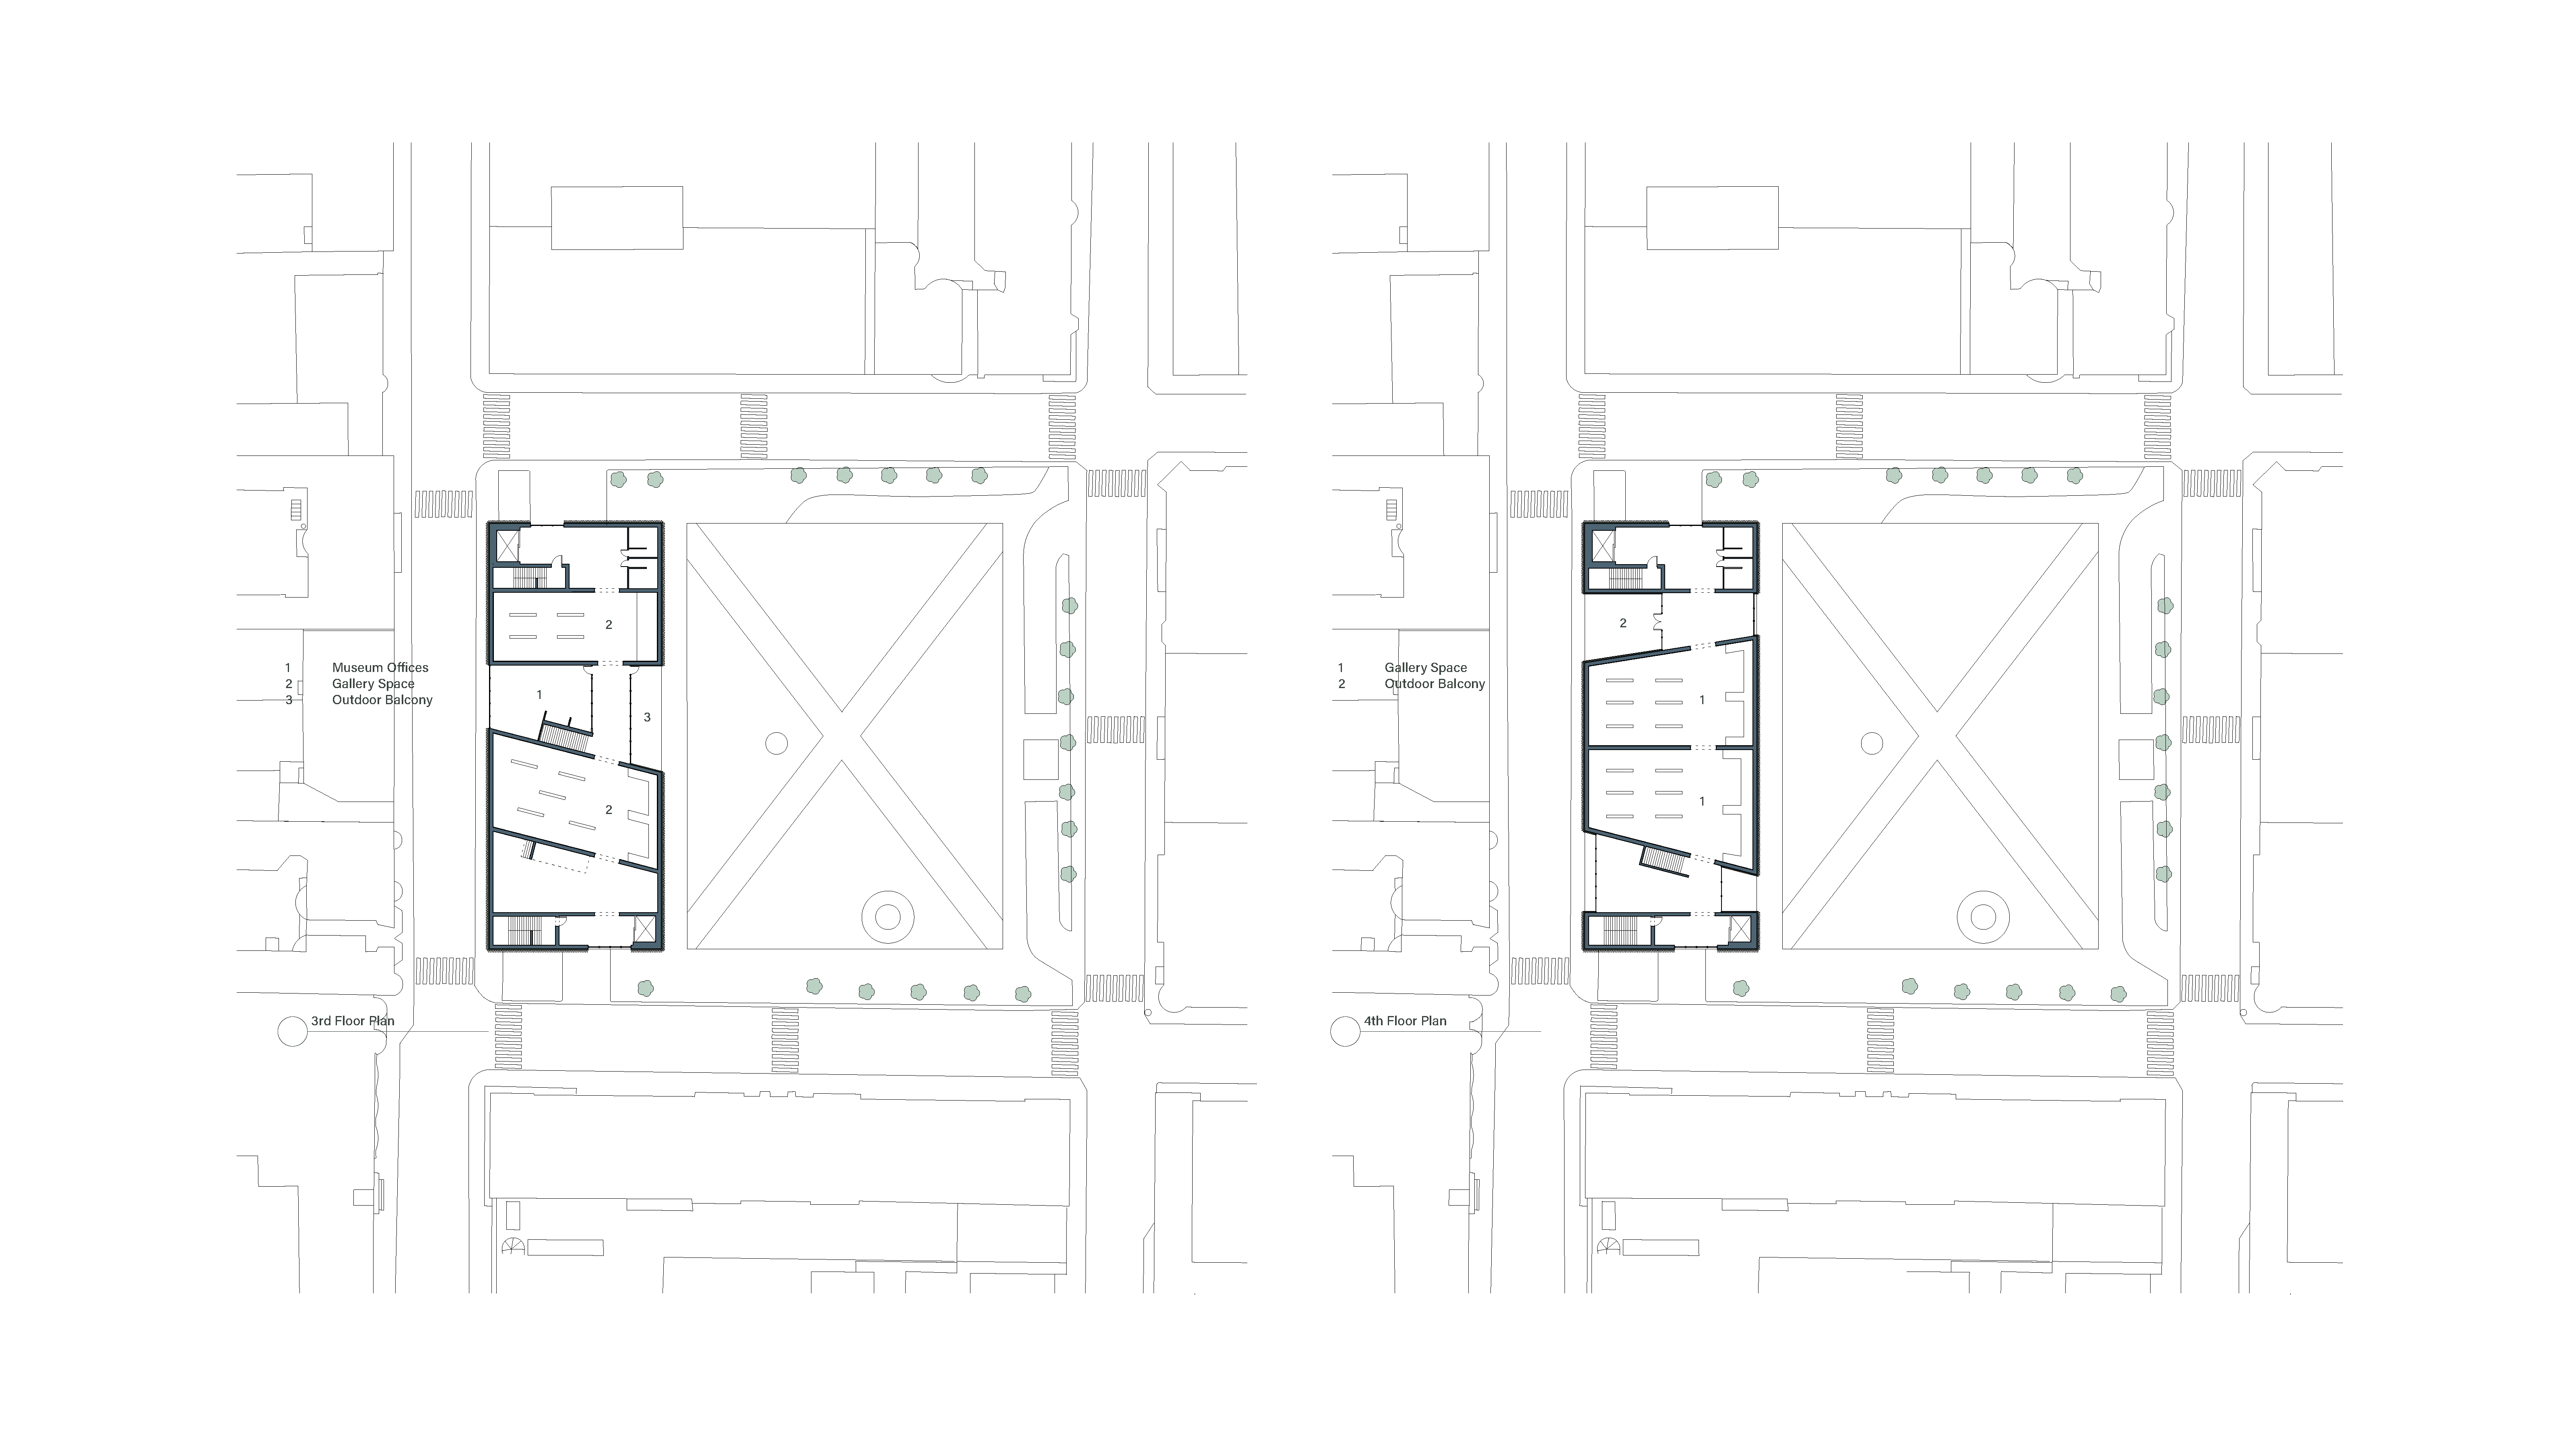 2
1 Museum Offices
2 Gallery Space
3 Outdoor Balcony
1
3
2
3rd Floor Plan
2
1 Gallery Space
2 Outdoor Balcony
1
1
4th Floor Plan